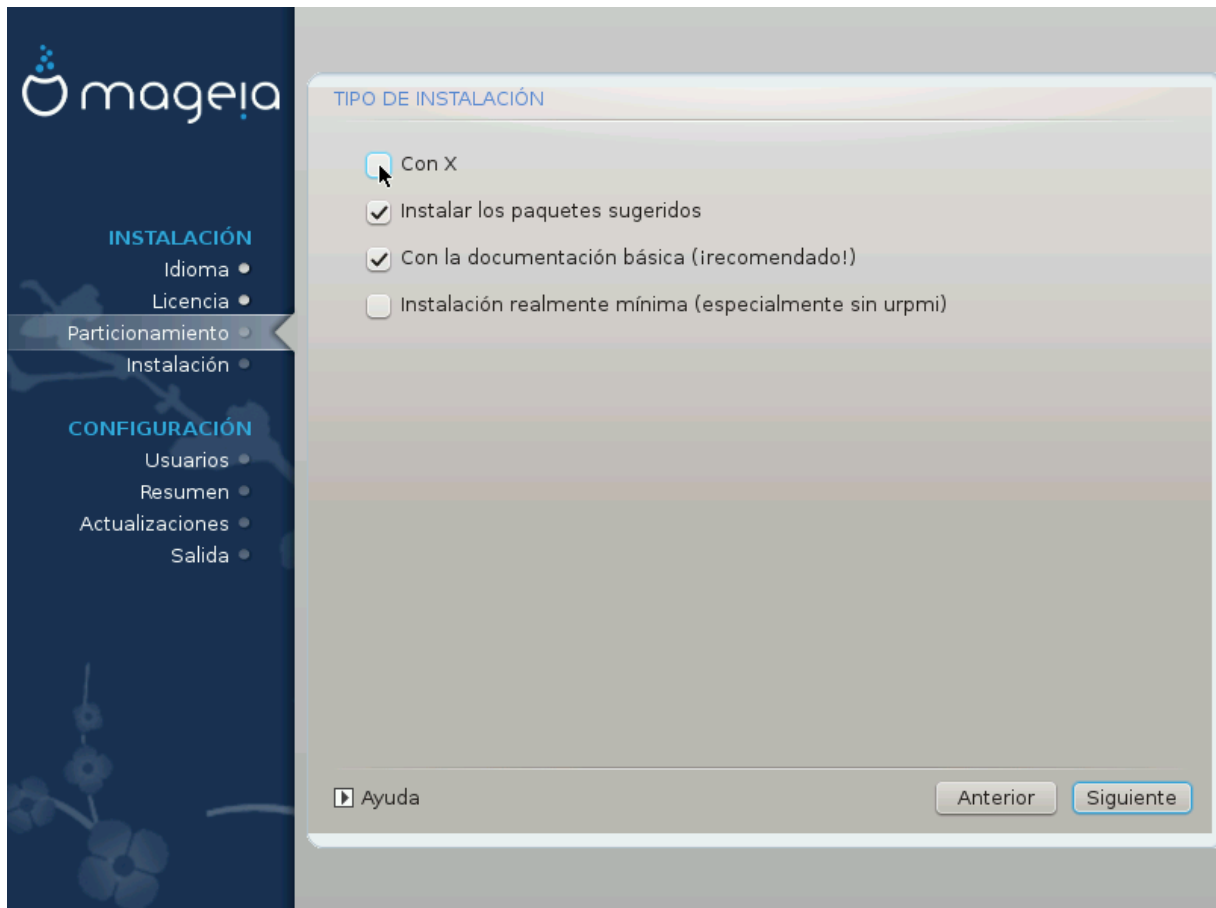 mageia
INSTALACIÓN
Idioma
Licencia
Particionamiento
Instalación
CONFIGURACIÓN
Usuarios
Resumen
Actualizaciones
Salida
TIPO DE INSTALACIÓN
Con X
Instalar los paquetes sugeridos
Con la documentación básica (¡recomendado!)
Instalación realmente mínima (especialmente sin urpmi)
Ayuda
Anterior
Siguiente